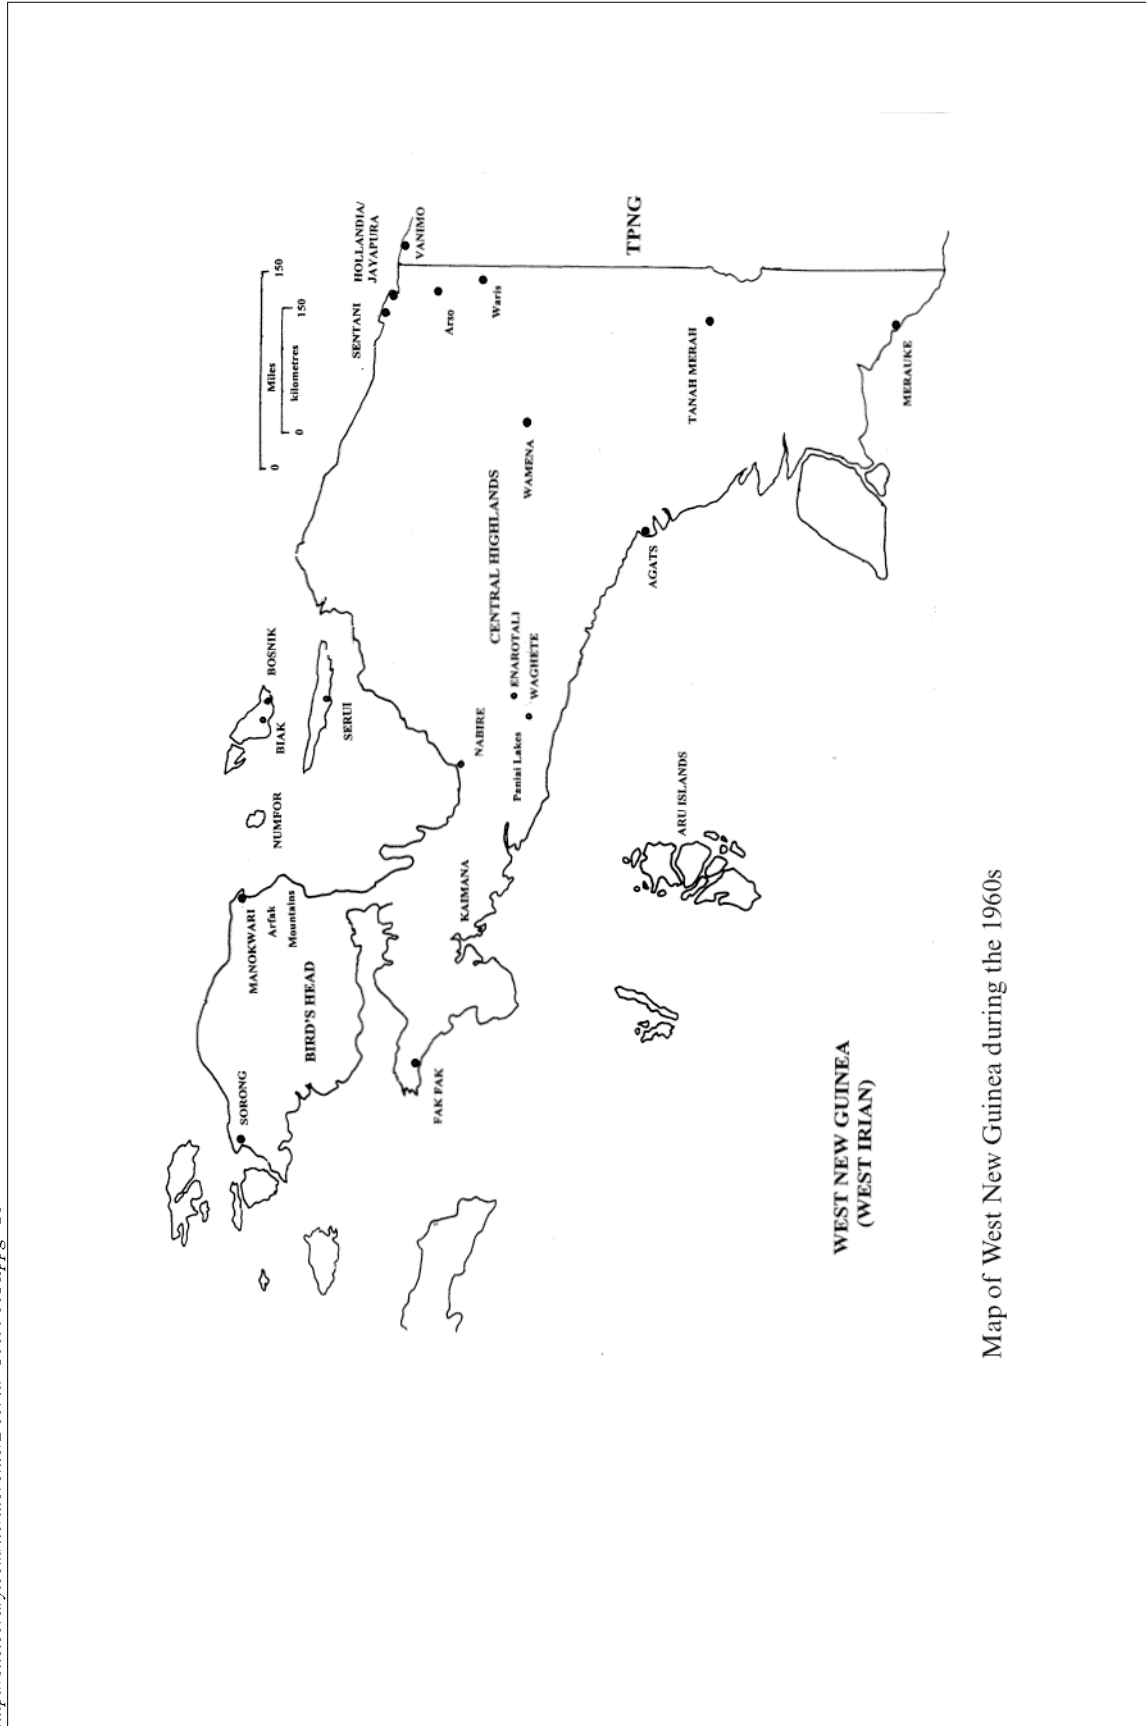 MANOKWARI
Arfak
Mountains
SORONG
BIRD'S HEAD
NUMFOR
BIAK
BOSNIK
SERUI
0 Miles 150
0 kilometres 150
SENTANI
HOLLANDIA/
JAYAPURA
VANIMO
Arso
Waris
FAK FAK
KAIMANA
NABIRE
CENTRAL HIGHLANDS
Paniai Lakes
ENAROTALI
WAGHETE
WAMENA
TPNG
AGATS
TANAH MERAH
ARU ISLANDS
MERAUKE
WEST NEW GUINEA
(WEST IRIAN)
Map of West New Guinea during the 1960s